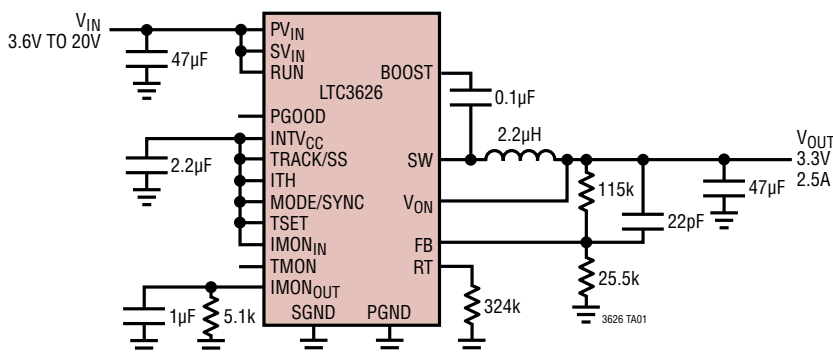 VIN
3.6V TO 20V
47µF
PVIN
SVIN
RUN
BOOST
LTC3626
0.1µF
PGOOD
INTVCC
2.2µF
TRACK/SS
ITH
MODE/SYNC
TSET
IMONIN
TMON
IMONOUT
1µF
5.1k
SGND
PGND
SW
2.2µH
VON
FB
RT
324k
115k
22pF
25.5k
47µF
VOUT
3.3V
2.5A
3626 TA01